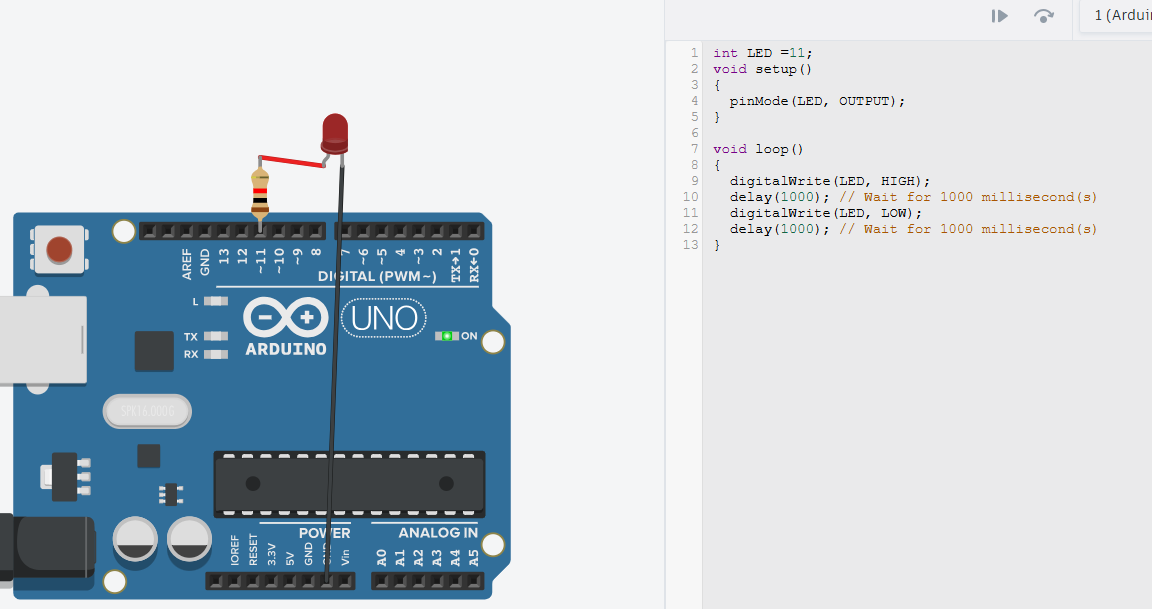 1 (Ardui
1 int LED =11;
2 void setup()
3 {
4 pinMode(LED, OUTPUT);
5 }
6
7 void loop()
8 {
9 digitalWrite(LED, HIGH);
10 delay(1000); // Wait for 1000 millisecond(s)
11 digitalWrite(LED, LOW);
12 delay(1000); // Wait for 1000 millisecond(s)
13 }
AREF GND 13 12 ~11 ~10 ~9 8 7 ~6 ~5 4 ~3 2 TX→1 RX←0
DIGITAL (PWM~)
L
TX
RX
ARDUINO
UNO
ON
SPK16.000G
POWER
ANALOG IN
IOREF RESET 3.3V 5V GND GND Vin A0 A1 A2 A3 A4 A5